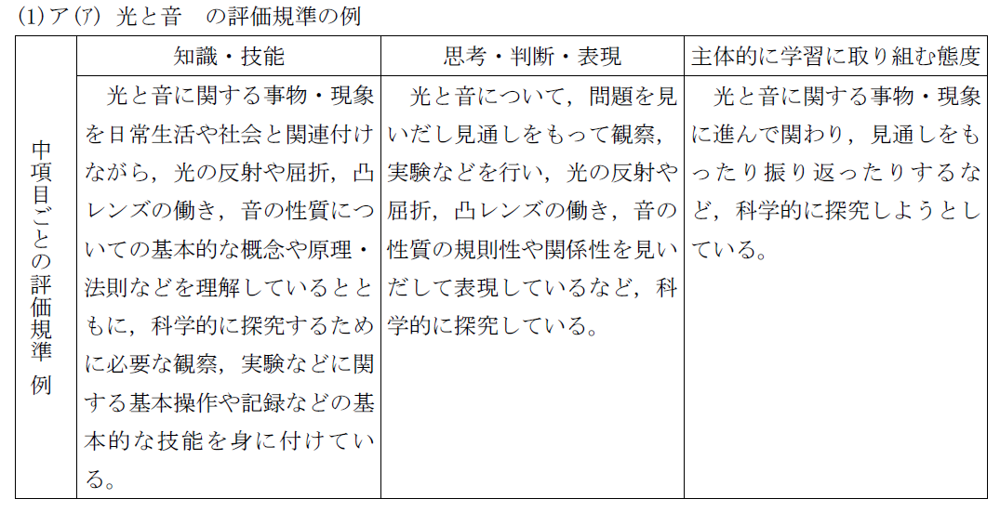 (1)ア(ｱ) 光と音　の評価規準の例
中項目ごとの評価規準 例
知識・技能
光と音に関する事物・現象
を日常生活や社会と関連付け
ながら，光の反射や屈折，凸
レンズの働き，音の性質につ
いての基本的な概念や原理・
法則などを理解しているとと
もに，科学的に探究するため
に必要な観察，実験などに関
する基本操作や記録などの基
本的な技能を身に付けてい
る。
思考・判断・表現
光と音について，問題を見
いだし見通しをもって観察，
実験などを行い，光の反射や
屈折，凸レンズの働き，音の
性質の規則性や関係性を見い
だして表現しているなど，科
学的に探究している。
主体的に学習に取り組む態度
光と音に関する事物・現象
に進んで関わり，見通しをも
ったり振り返ったりするな
ど，科学的に探究しようとし
ている。